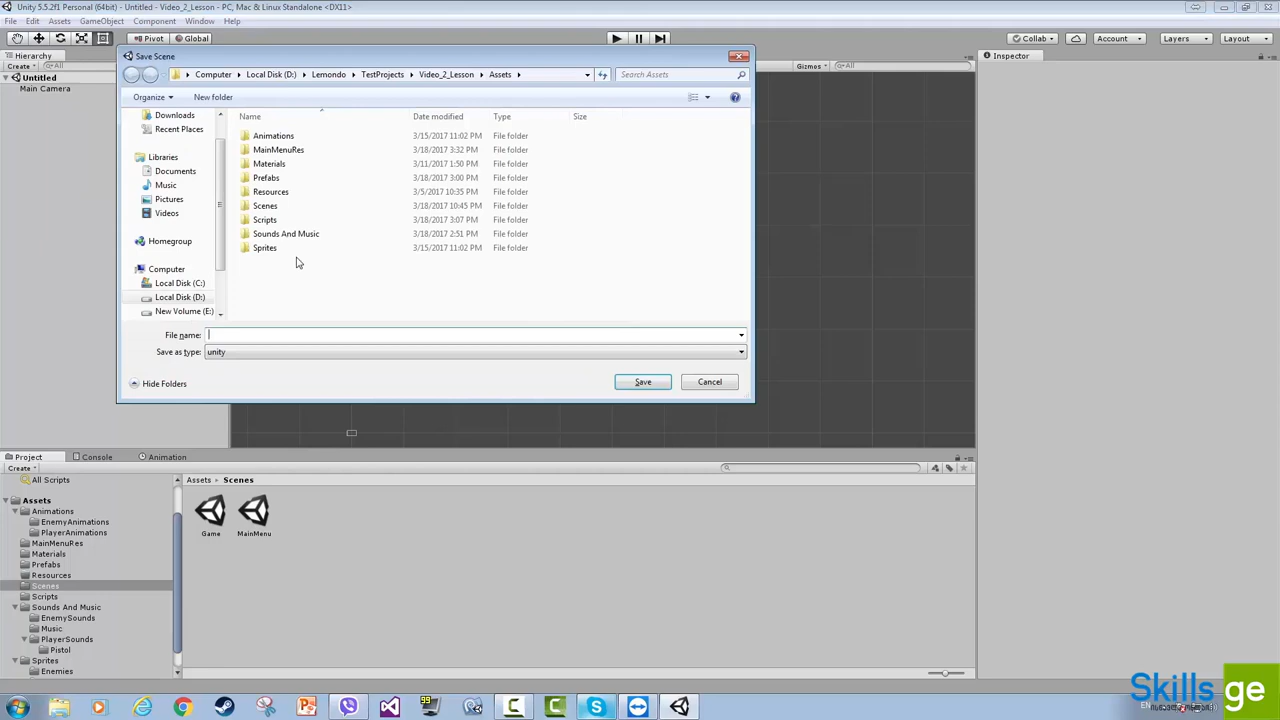 Unity 5.5.2f1 Personal (64bit) - Untitled - Video_2_Lesson - PC, Mac & Linux Standalone <DX11>
File Edit Assets GameObject Component Window Help
Pivot Global Collab Account Layers Layout
Hierarchy
Create All
Untitled
Main Camera
Gizmos All
Inspector
Save Scene
Computer Local Disk (D:) Lemondo TestProjects Video_2_Lesson Assets Search Assets
Organize New folder
Name Date modified Type Size
Downloads
Recent Places
Libraries
Documents
Music
Pictures
Videos
Homegroup
Computer
Local Disk (C:)
Local Disk (D:)
New Volume (E:)
Animations 3/15/2017 11:02 PM File folder
MainMenuRes 3/18/2017 3:32 PM File folder
Materials 3/11/2017 1:50 PM File folder
Prefabs 3/18/2017 3:00 PM File folder
Resources 3/5/2017 10:35 PM File folder
Scenes 3/18/2017 10:45 PM File folder
Scripts 3/18/2017 3:07 PM File folder
Sounds And Music 3/18/2017 2:51 PM File folder
Sprites 3/15/2017 11:02 PM File folder
File name:
Save as type: unity
Hide Folders Save Cancel
Project Console Animation
Create
All Scripts
Assets
Animations
EnemyAnimations
PlayerAnimations
MainMenuRes
Materials
Prefabs
Resources
Scenes
Scripts
Sounds And Music
EnemySounds
Music
PlayerSounds
Pistol
Sprites
Enemies
Assets Scenes
Game MainMenu
99
Skills ge